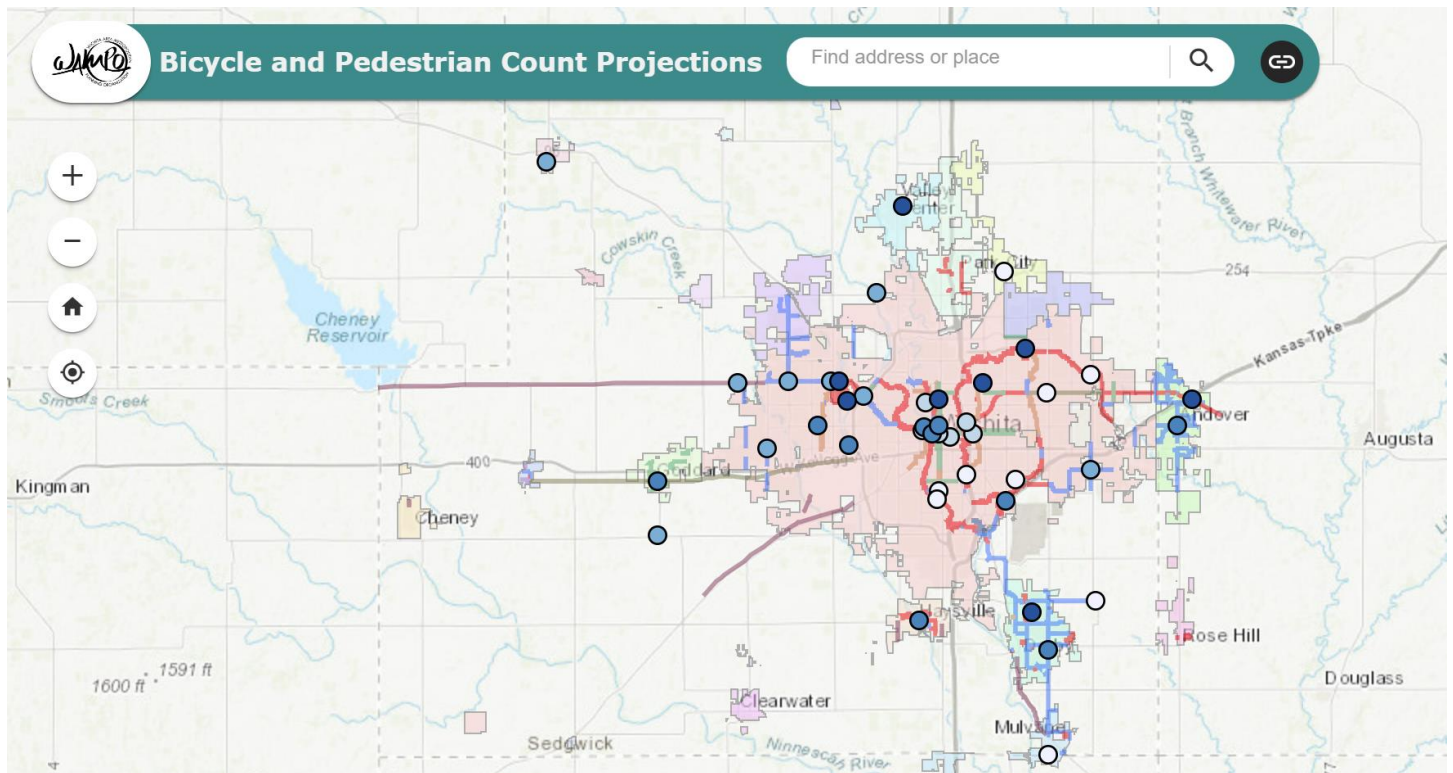 WAMPO
Bicycle and Pedestrian Count Projections
Find address or place
Valley
Center
Cowskin Creek
Park City
254
Whitewater River
Cheney
Reservoir
Kansas-Tpke
Smoots Creek
Andover
Wichita
Augusta
400
Goddard
Kingman
Cheney
Haysville
Rose Hill
1591 ft
1600 ft
Douglass
Clearwater
Mulvane
Sedgwick
Ninnescah River